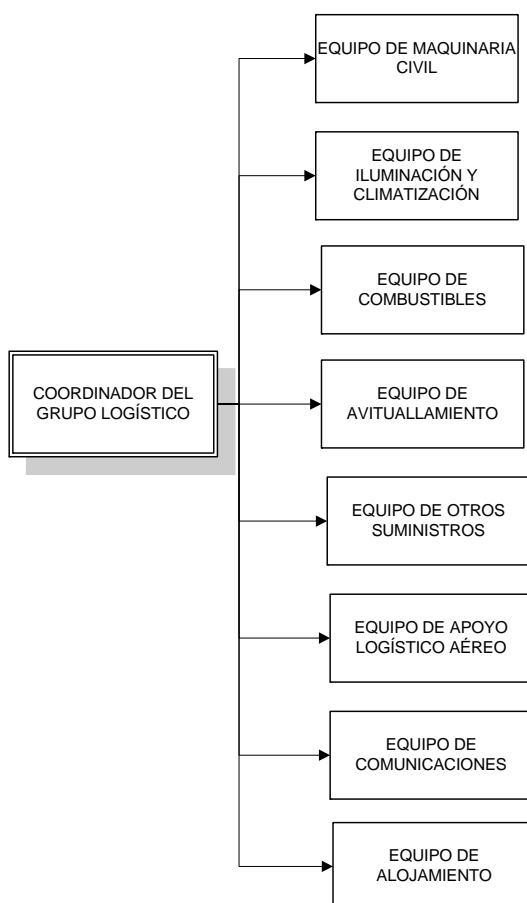 EQUIPO DE MAQUINARIA
CIVIL
EQUIPO DE
ILUMINACIÓN Y
CLIMATIZACIÓN
EQUIPO DE
COMBUSTIBLES
COORDINADOR DEL
GRUPO LOGÍSTICO
EQUIPO DE
AVITUALLAMIENTO
EQUIPO DE OTROS
SUMINISTROS
EQUIPO DE APOYO
LOGÍSTICO AÉREO
EQUIPO DE
COMUNICACIONES
EQUIPO DE
ALOJAMIENTO